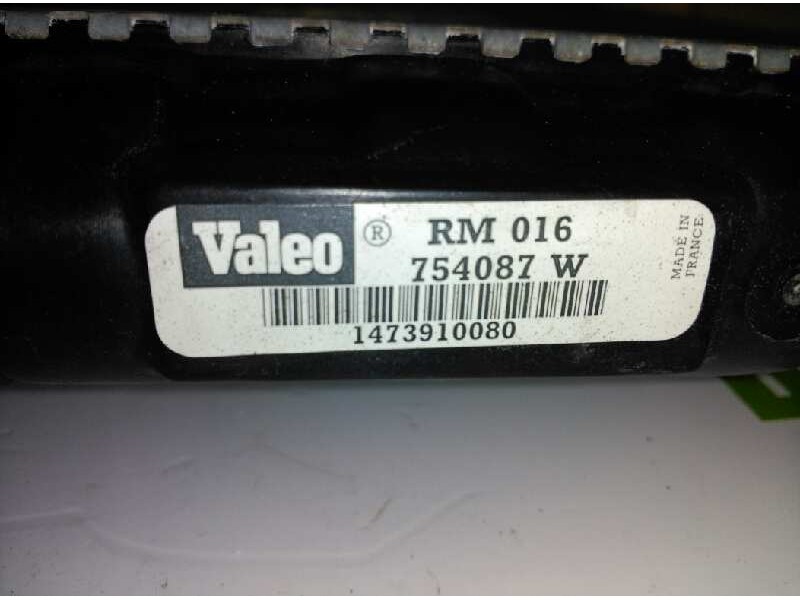 Valeo ® RM 016
754087 W
1473910080
MADE IN
FRANCE